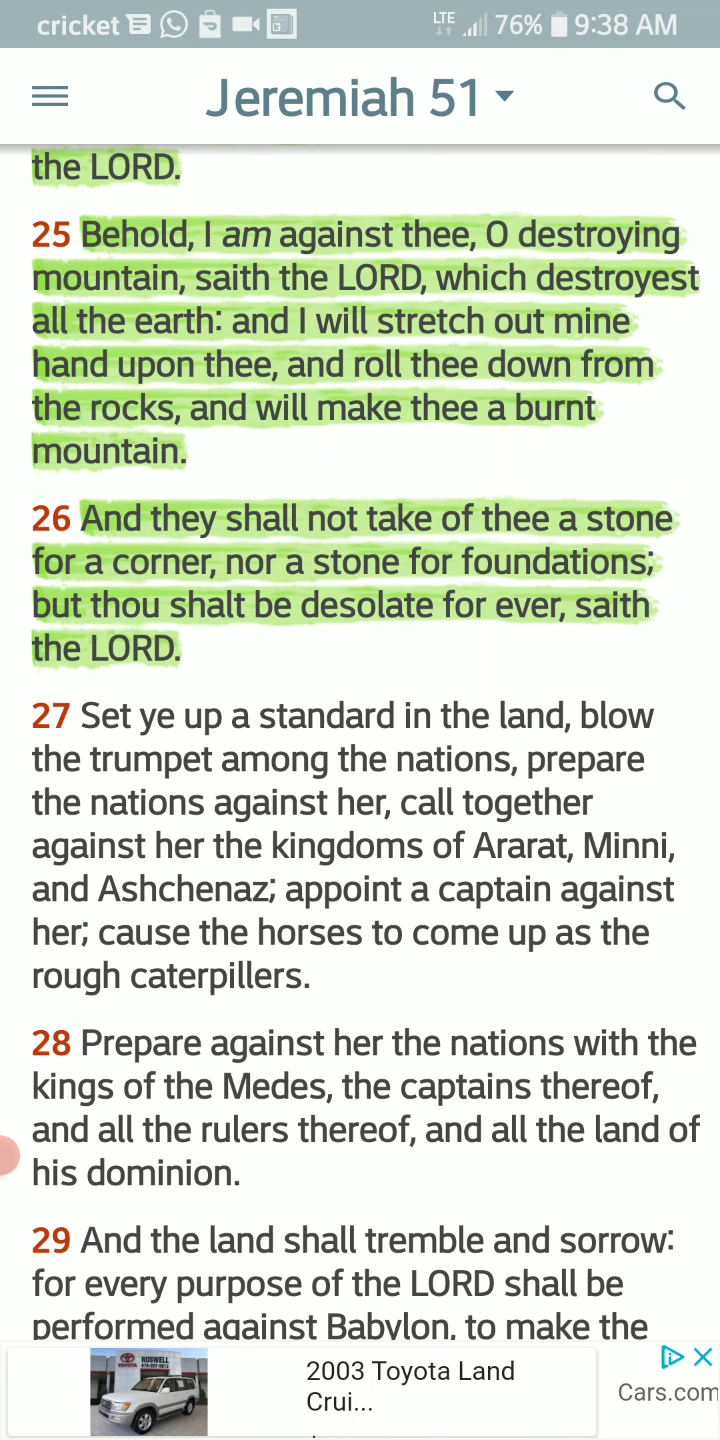 cricket
LTE 76% 9:38 AM
Jeremiah 51
the LORD.
25 Behold, I am against thee, O destroying
mountain, saith the LORD, which destroyest
all the earth: and I will stretch out mine
hand upon thee, and roll thee down from
the rocks, and will make thee a burnt
mountain.
26 And they shall not take of thee a stone
for a corner, nor a stone for foundations;
but thou shalt be desolate for ever, saith
the LORD.
27 Set ye up a standard in the land, blow
the trumpet among the nations, prepare
the nations against her, call together
against her the kingdoms of Ararat, Minni,
and Ashchenaz; appoint a captain against
her; cause the horses to come up as the
rough caterpillers.
28 Prepare against her the nations with the
kings of the Medes, the captains thereof,
and all the rulers thereof, and all the land of
his dominion.
29 And the land shall tremble and sorrow:
for every purpose of the LORD shall be
performed against Babylon, to make the
TOYOTA ROSWELL
2003 Toyota Land
Crui...
Cars.com